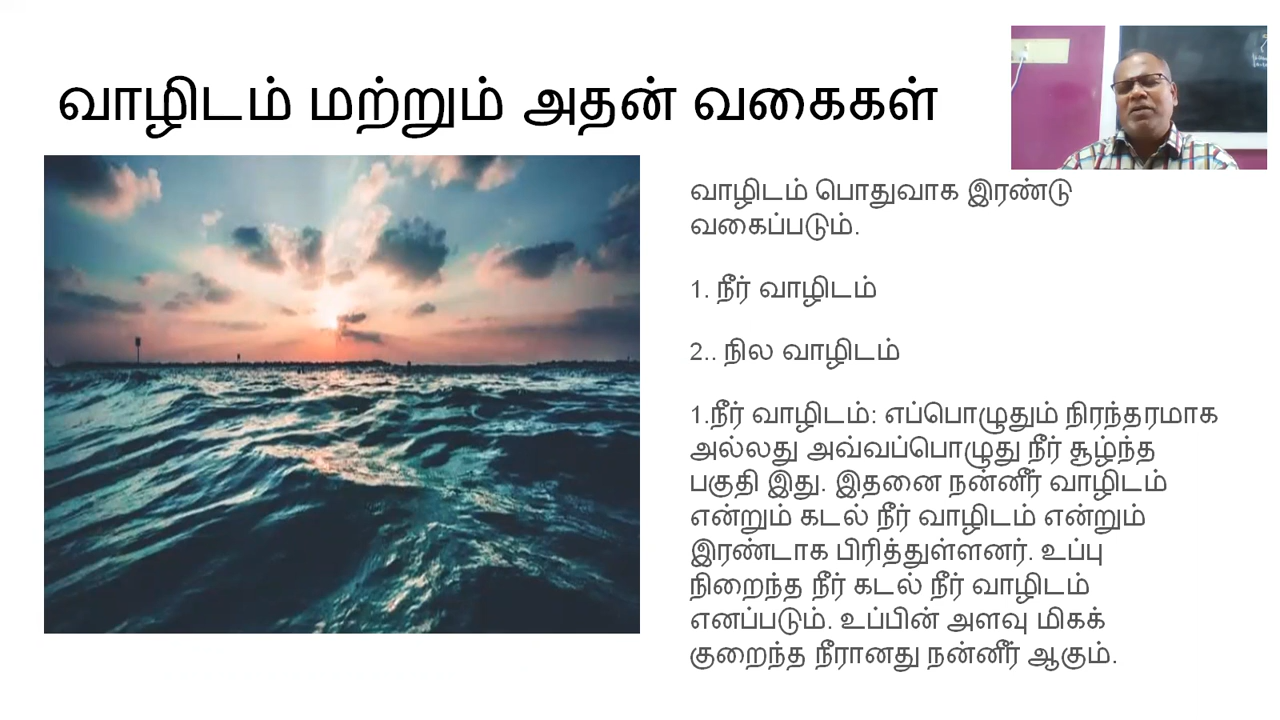 வாழிடம் மற்றும் அதன் வகைகள்
வாழிடம் பொதுவாக இரண்டு
வகைப்படும்.
1. நீர் வாழிடம்
2.. நில வாழிடம்
1.நீர் வாழிடம்: எப்பொழுதும் நிரந்தரமாக
அல்லது அவ்வப்பொழுது நீர் சூழ்ந்த
பகுதி இது. இதனை நன்னீர் வாழிடம்
என்றும் கடல் நீர் வாழிடம் என்றும்
இரண்டாக பிரித்துள்ளனர். உப்பு
நிறைந்த நீர் கடல் நீர் வாழிடம்
எனப்படும். உப்பின் அளவு மிகக்
குறைந்த நீரானது நன்னீர் ஆகும்.